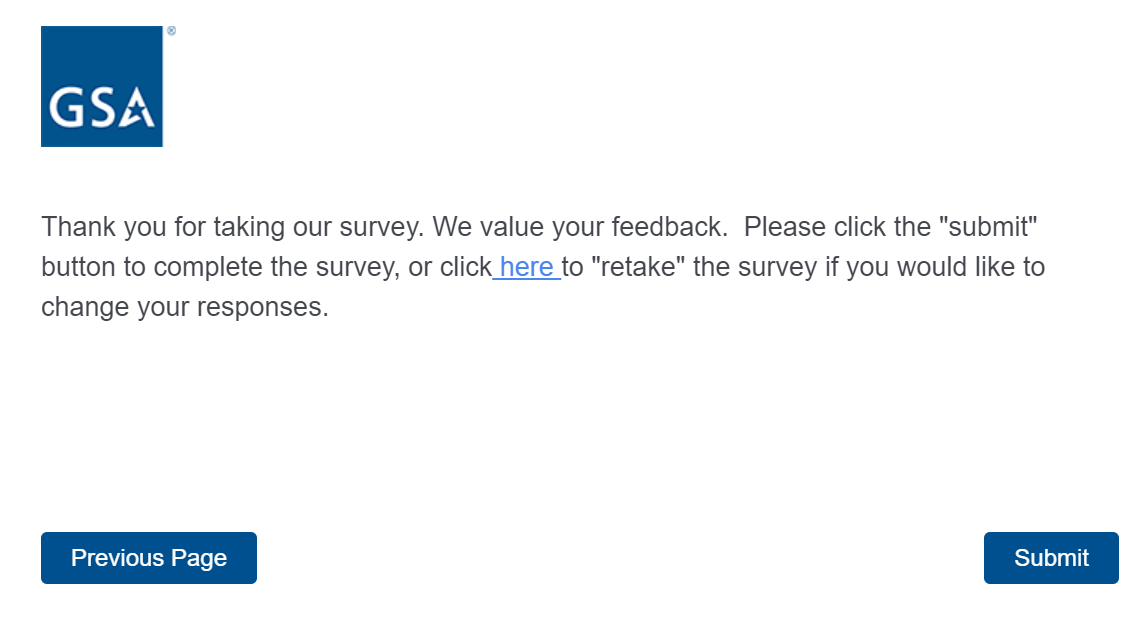 ®
GSA
Thank you for taking our survey. We value your feedback.  Please click the "submit"
button to complete the survey, or click here to "retake" the survey if you would like to
change your responses.
Previous Page
Submit